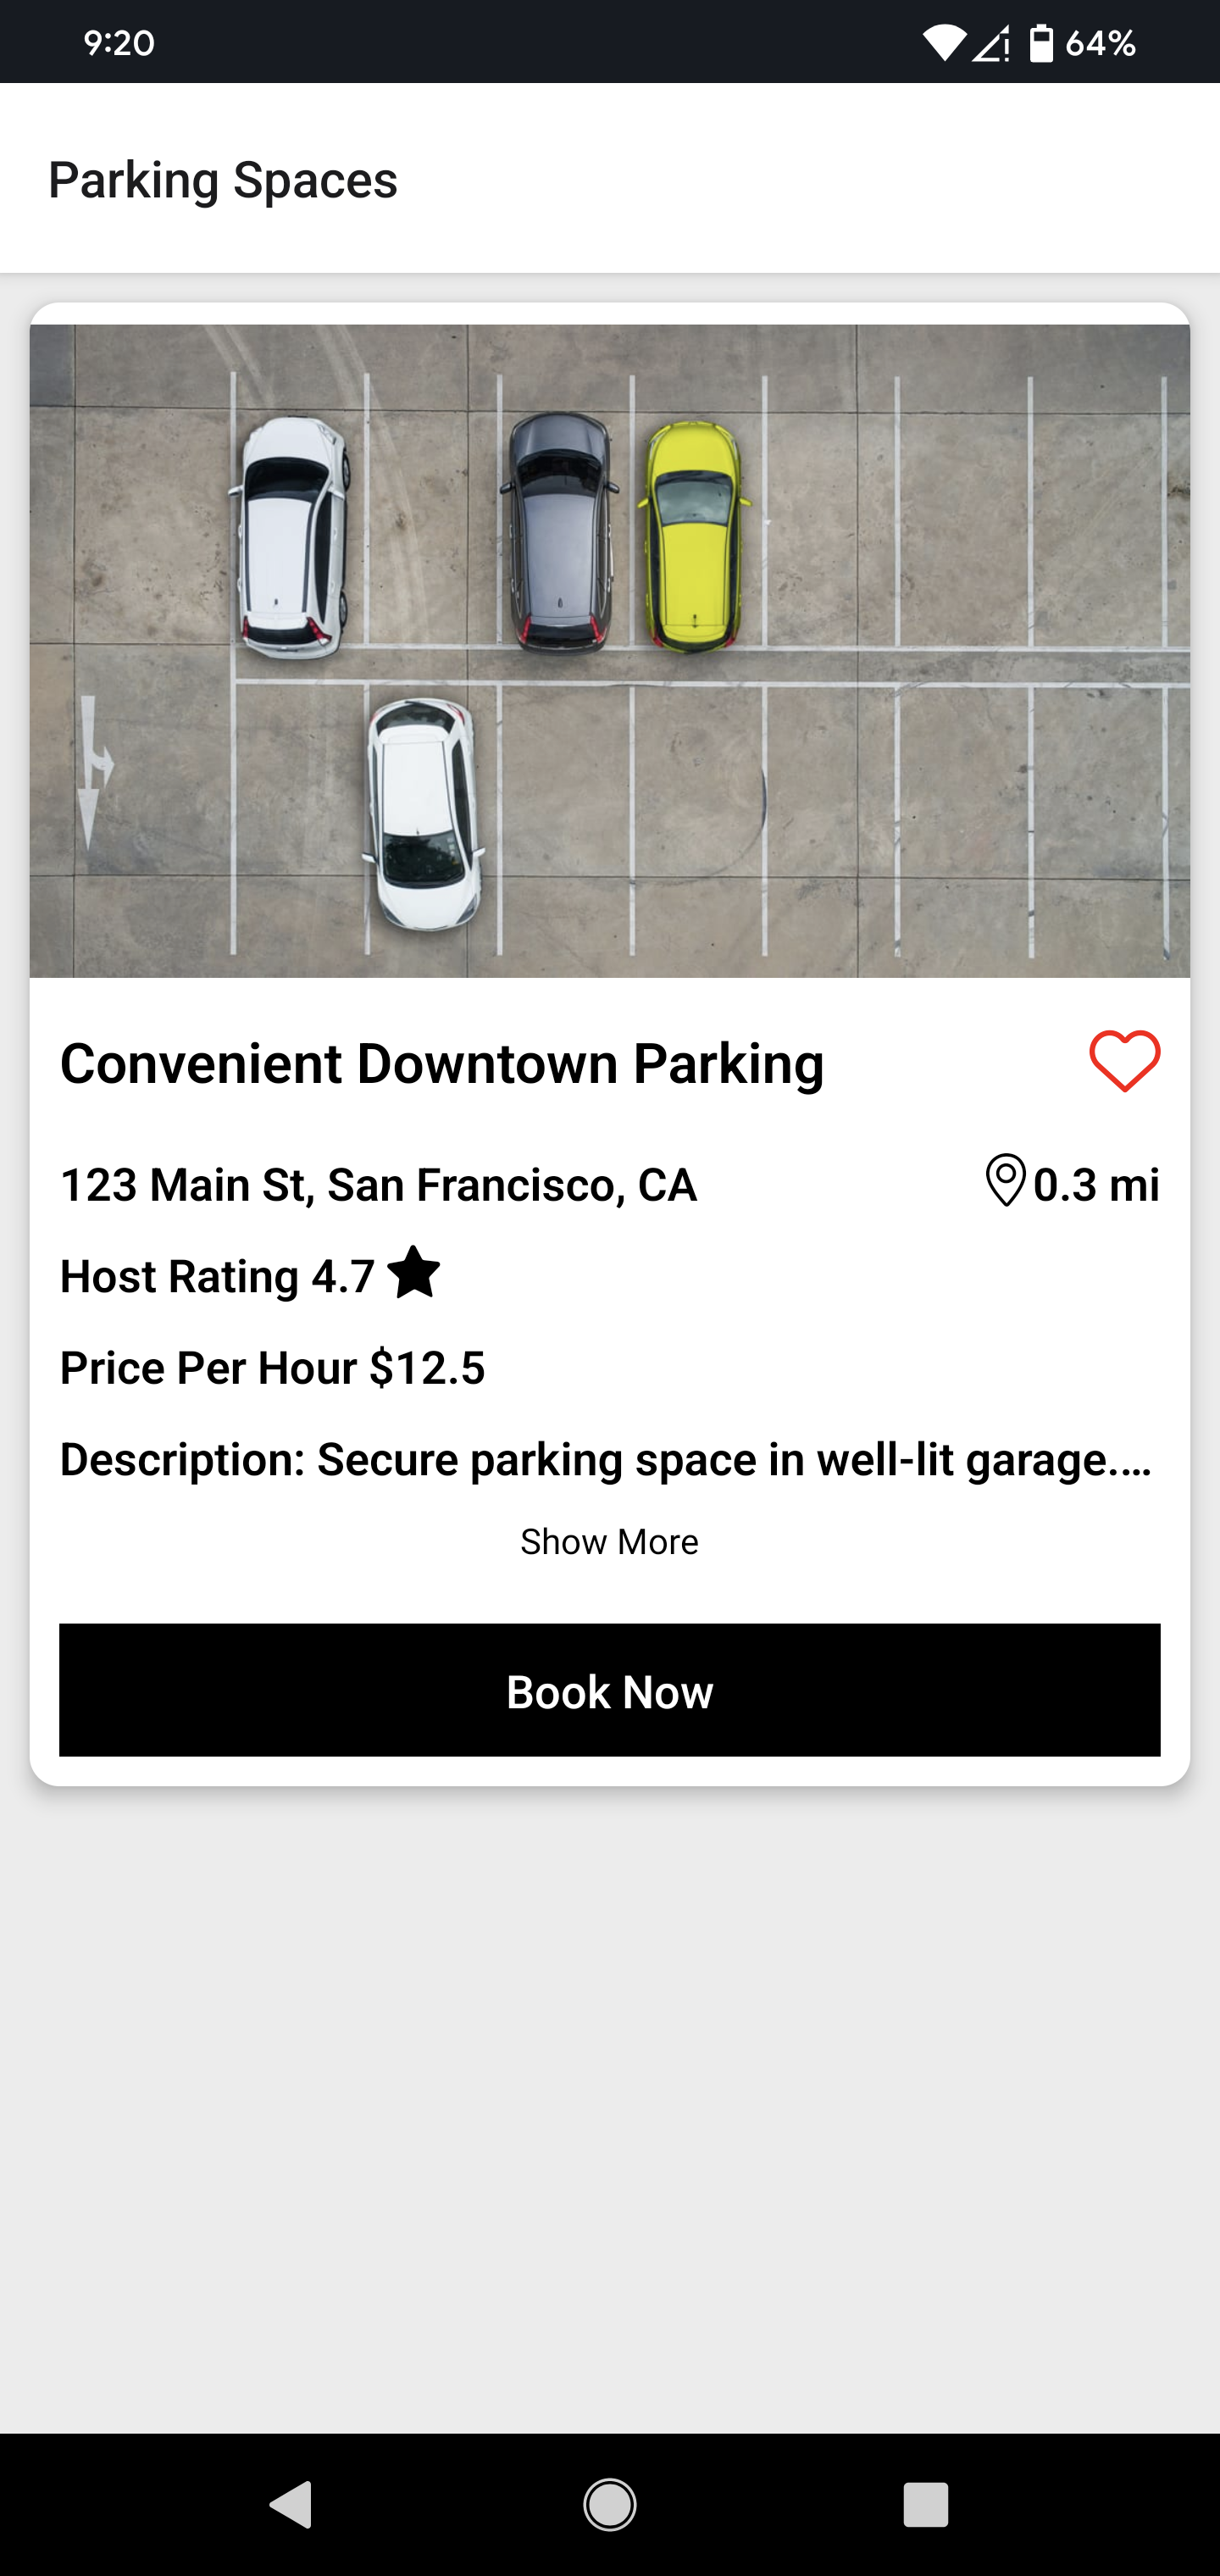 9:20
64%
Parking Spaces
Convenient Downtown Parking
123 Main St, San Francisco, CA
0.3 mi
Host Rating 4.7
Price Per Hour $12.5
Description: Secure parking space in well-lit garage....
Show More
Book Now